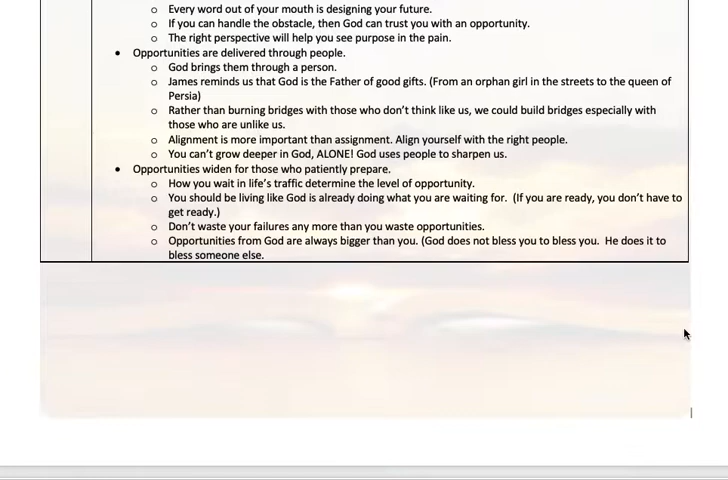 o Every word out of your mouth is designing your future.
o If you can handle the obstacle, then God can trust you with an opportunity.
o The right perspective will help you see purpose in the pain.
• Opportunities are delivered through people.
o God brings them through a person.
o James reminds us that God is the Father of good gifts. (From an orphan girl in the streets to the queen of
Persia)
o Rather than burning bridges with those who don’t think like us, we could build bridges especially with
those who are unlike us.
o Alignment is more important than assignment. Align yourself with the right people.
o You can’t grow deeper in God, ALONE! God uses people to sharpen us.
• Opportunities widen for those who patiently prepare.
o How you wait in life’s traffic determine the level of opportunity.
o You should be living like God is already doing what you are waiting for. (If you are ready, you don’t have to
get ready.)
o Don’t waste your failures any more than you waste opportunities.
o Opportunities from God are always bigger than you. (God does not bless you to bless you. He does it to
bless someone else.